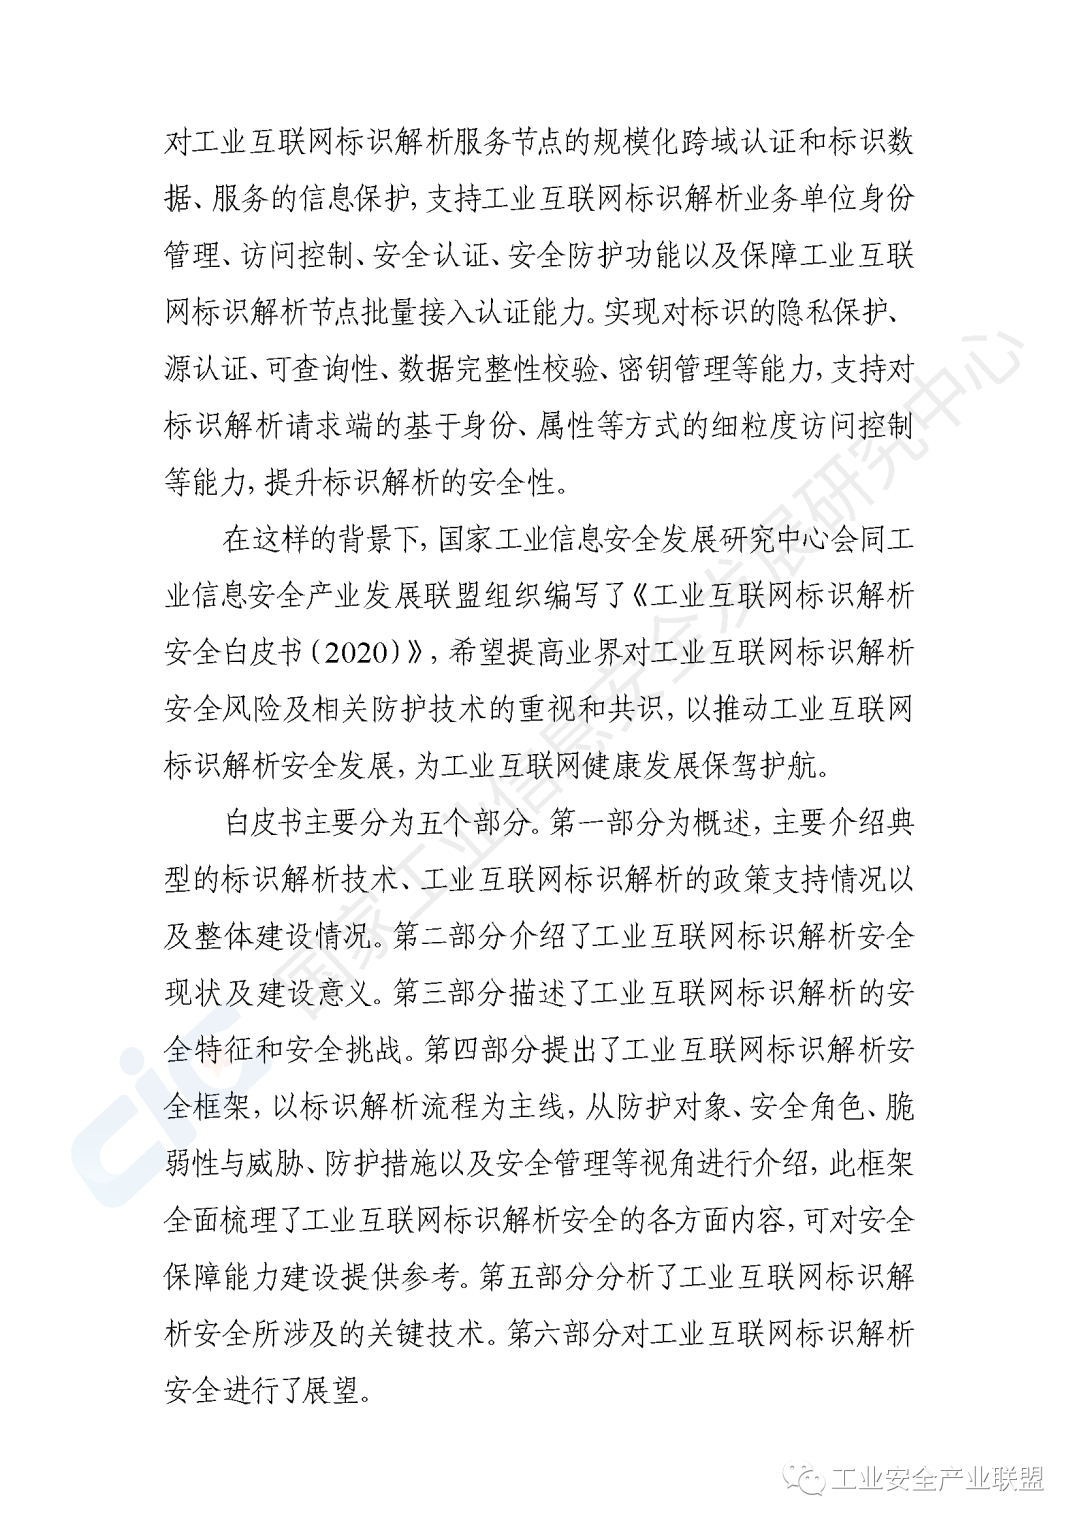 对工业互联网标识解析服务节点的规模化跨域认证和标识数
据、服务的信息保护,支持工业互联网标识解析业务单位身份
管理、访问控制、安全认证、安全防护功能以及保障工业互联
网标识解析节点批量接入认证能力。实现对标识的隐私保护、
源认证、可查询性、数据完整性校验、密钥管理等能力,支持对
标识解析请求端的基于身份、属性等方式的细粒度访问控制
等能力,提升标识解析的安全性。
在这样的背景下,国家工业信息安全发展研究中心会同工
业信息安全产业发展联盟组织编写了《工业互联网标识解析
安全白皮书(2020)》,希望提高业界对工业互联网标识解析
安全风险及相关防护技术的重视和共识,以推动工业互联网
标识解析安全发展,为工业互联网健康发展保驾护航。
白皮书主要分为五个部分。第一部分为概述,主要介绍典
型的标识解析技术、工业互联网标识解析的政策支持情况以
及整体建设情况。第二部分介绍了工业互联网标识解析安全
现状及建设意义。第三部分描述了工业互联网标识解析的安
全特征和安全挑战。第四部分提出了工业互联网标识解析安
全框架,以标识解析流程为主线,从防护对象、安全角色、脆
弱性与威胁、防护措施以及安全管理等视角进行介绍,此框架
全面梳理了工业互联网标识解析安全的各方面内容,可对安全
保障能力建设提供参考。第五部分分析了工业互联网标识解
析安全所涉及的关键技术。第六部分对工业互联网标识解析
安全进行了展望。
cic 国家工业信息安全发展研究中心
工业安全产业联盟